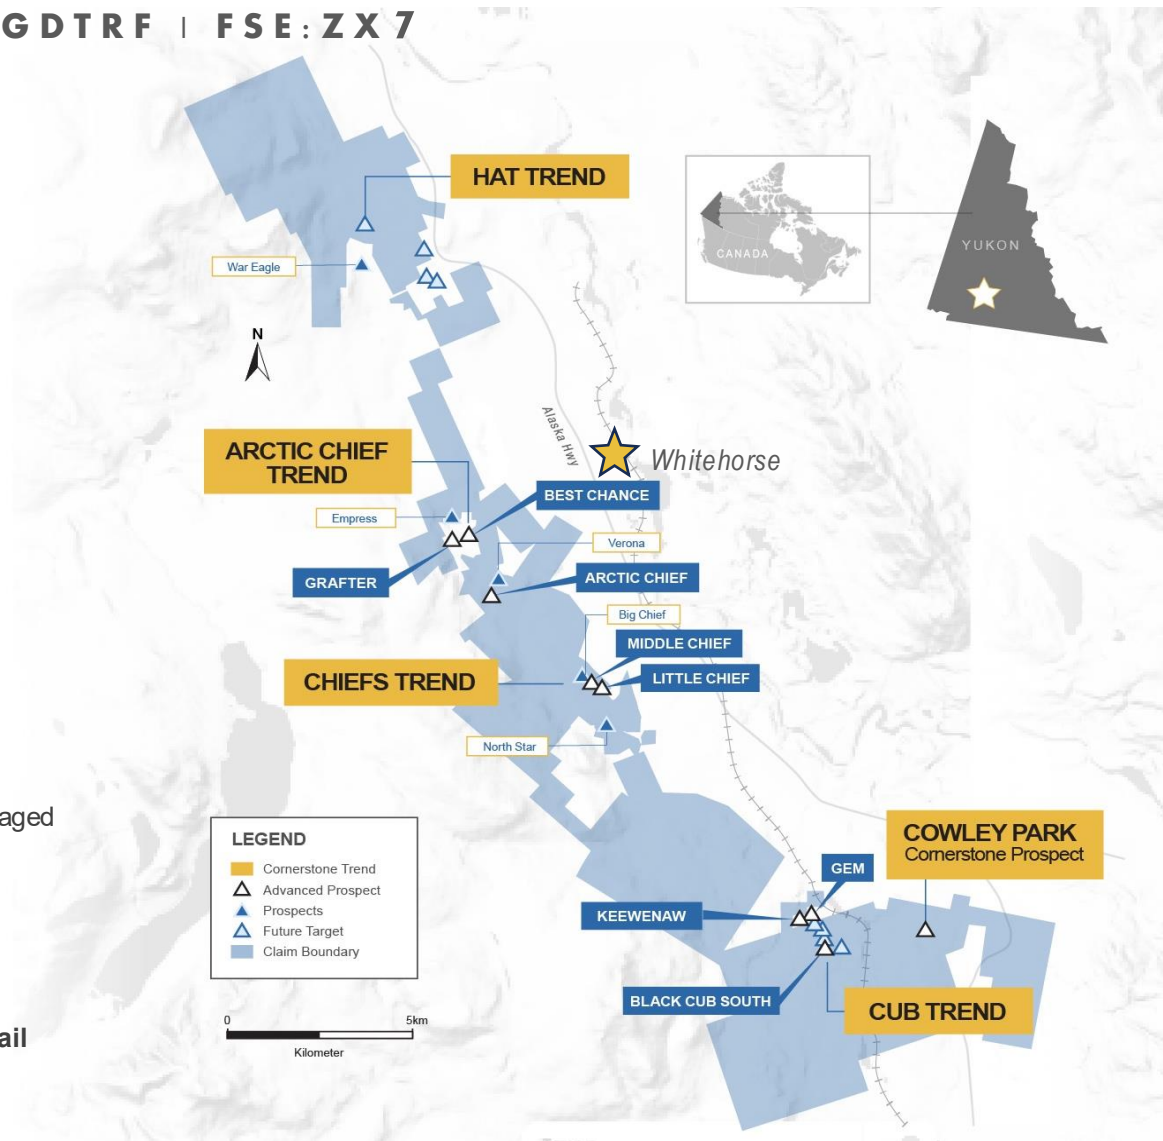 GDTRF | FSE:ZX7
HAT TREND
War Eagle
N
CANADA
YUKON
Alaska Hwy
Whitehorse
ARCTIC CHIEF
TREND
BEST CHANCE
Empress
Verona
GRAFTER
ARCTIC CHIEF
Big Chief
MIDDLE CHIEF
CHIEFS TREND
LITTLE CHIEF
North Star
aged
LEGEND
Cornerstone Trend
Advanced Prospect
Prospects
Future Target
Claim Boundary
COWLEY PARK
Cornerstone Prospect
GEM
KEEWENAW
BLACK CUB SOUTH
CUB TREND
0 5km
Kilometer
ail